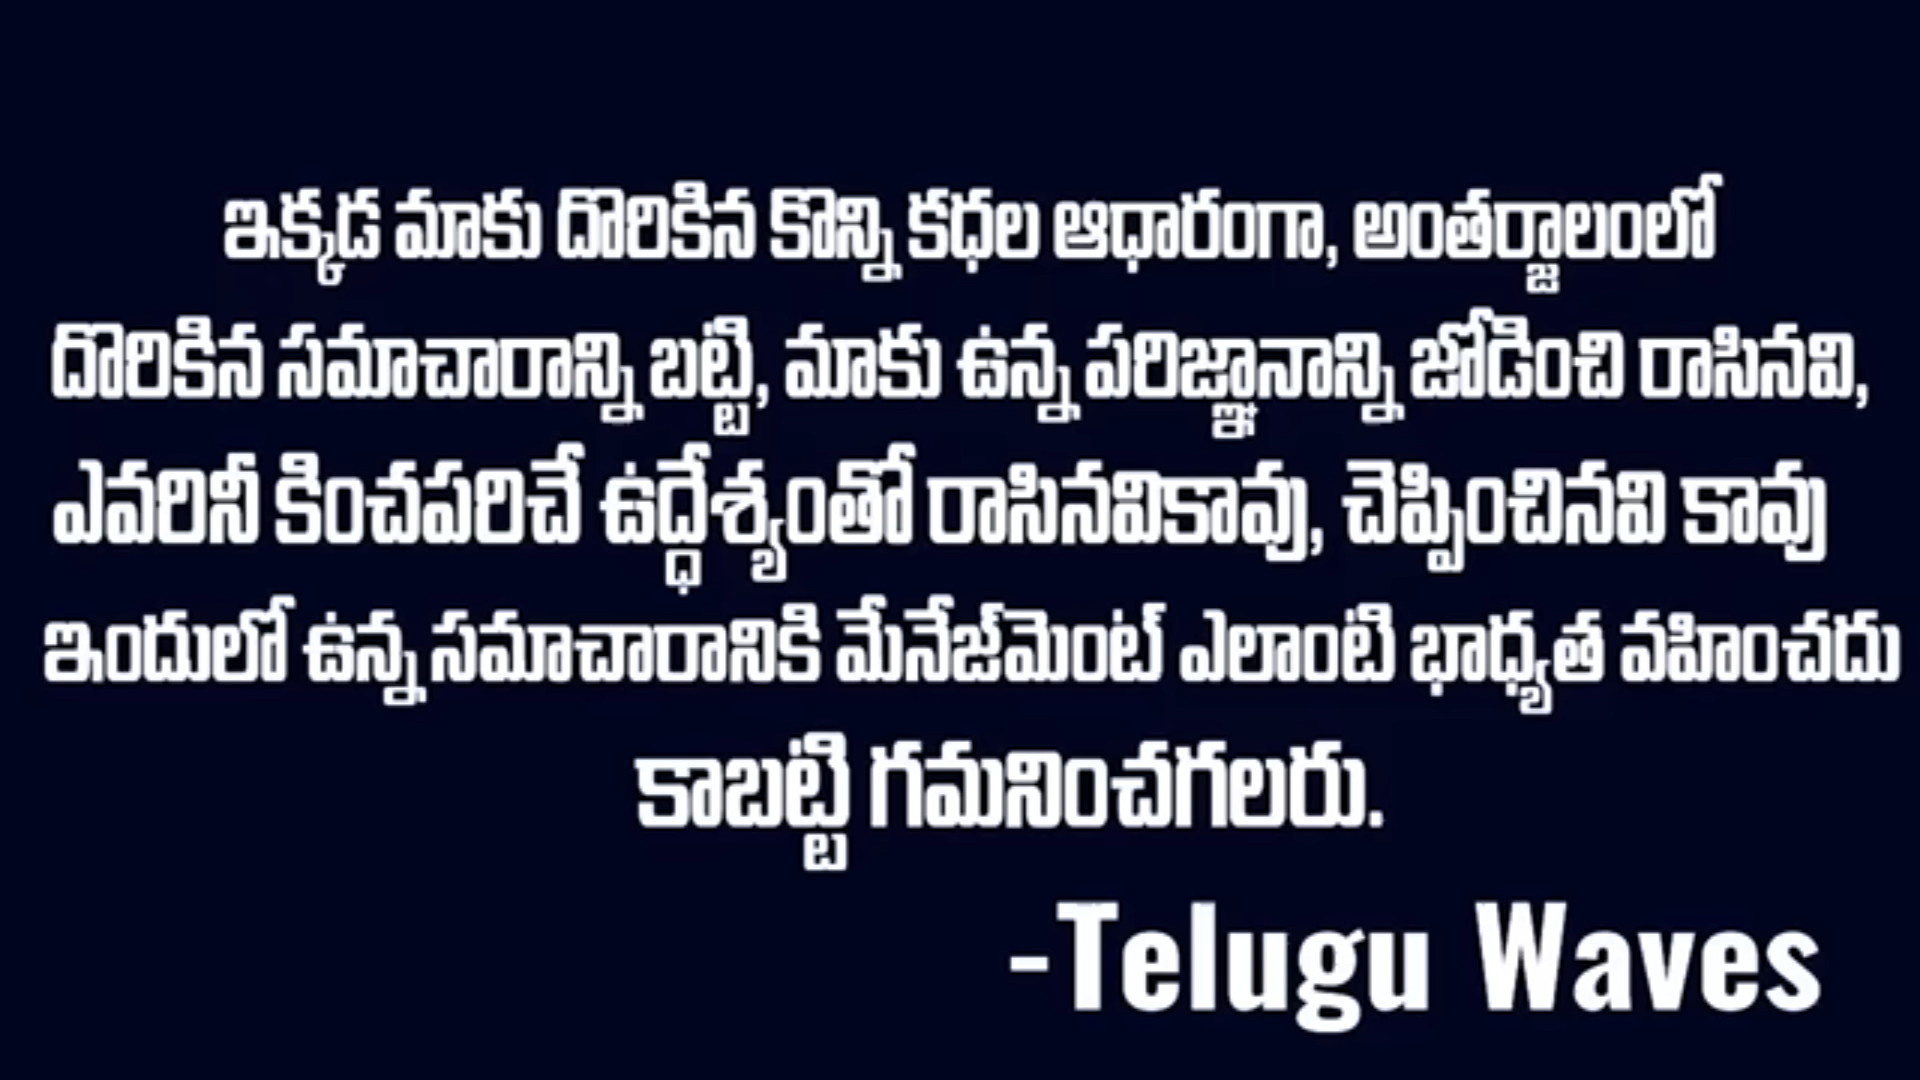 ఇక్కడ మాకు దొరికిన కొన్ని కధల ఆధారంగా, అంతర్జాలంలో
దొరికిన సమాచారాన్ని బట్టి, మాకు ఉన్న పరిజ్ఞానాన్ని జోడించి రాసినవి,
ఎవరినీ కించపరిచే ఉద్ధేశ్యంతో రాసినవికావు, చెప్పించినవి కావు
ఇందులో ఉన్న సమాచారానికి మేనేజ్‌మెంట్ ఎలాంటి భాధ్యత వహించదు
కాబట్టి గమనించగలరు.
-Telugu Waves